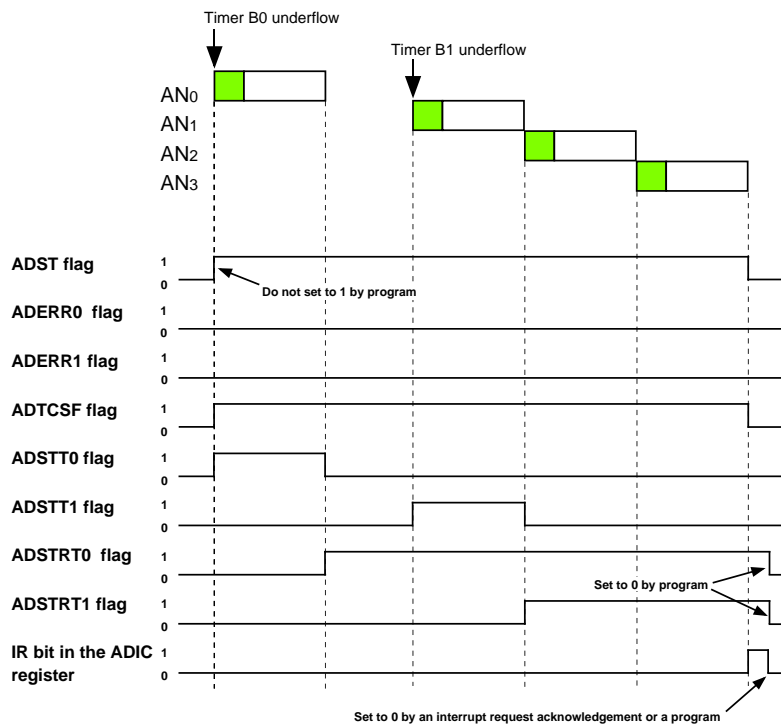 Timer B0 underflow
Timer B1 underflow
AN0
AN1
AN2
AN3
ADST flag
1
0
Do not set to 1 by program
ADERR0 flag
1
0
ADERR1 flag
1
0
ADTCSF flag
1
0
ADSTT0 flag
1
0
ADSTT1 flag
1
0
ADSTRT0 flag
1
0
Set to 0 by program
ADSTRT1 flag
1
0
IR bit in the ADIC
register
1
0
Set to 0 by an interrupt request acknowledgement or a program